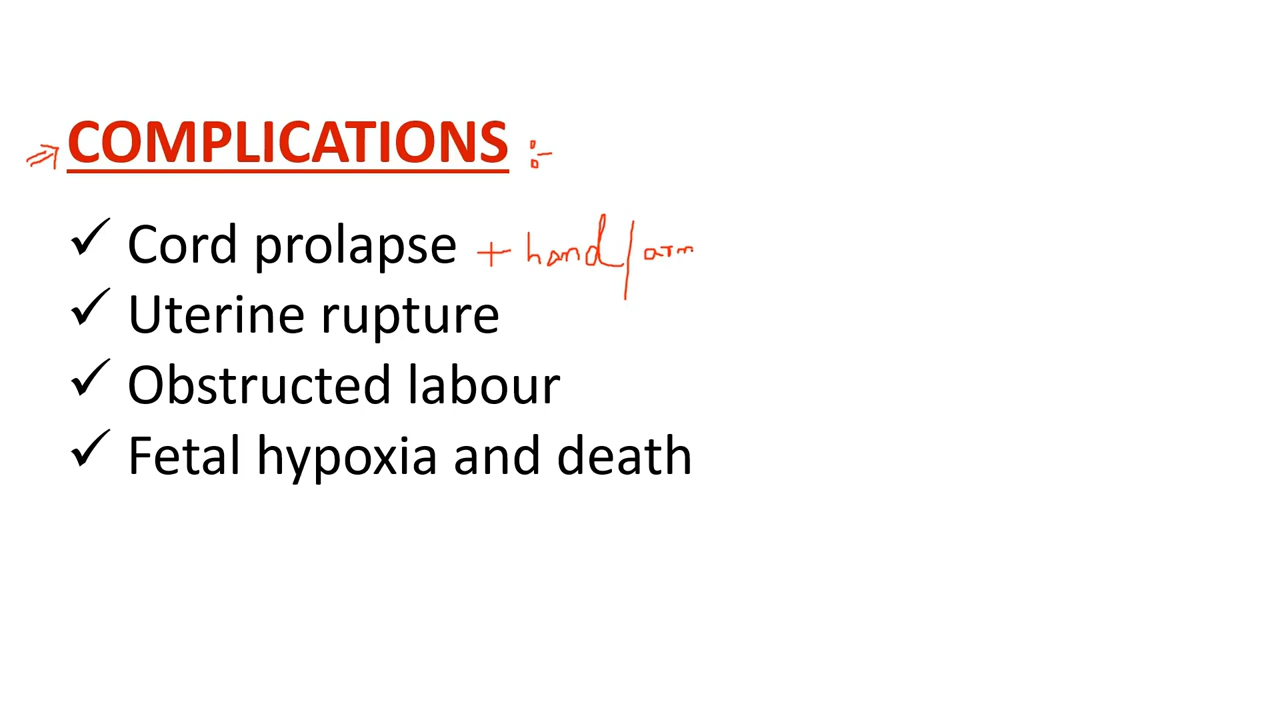 ⇒ COMPLICATIONS :-
✓ Cord prolapse + hand/arm
✓ Uterine rupture
✓ Obstructed labour
✓ Fetal hypoxia and death